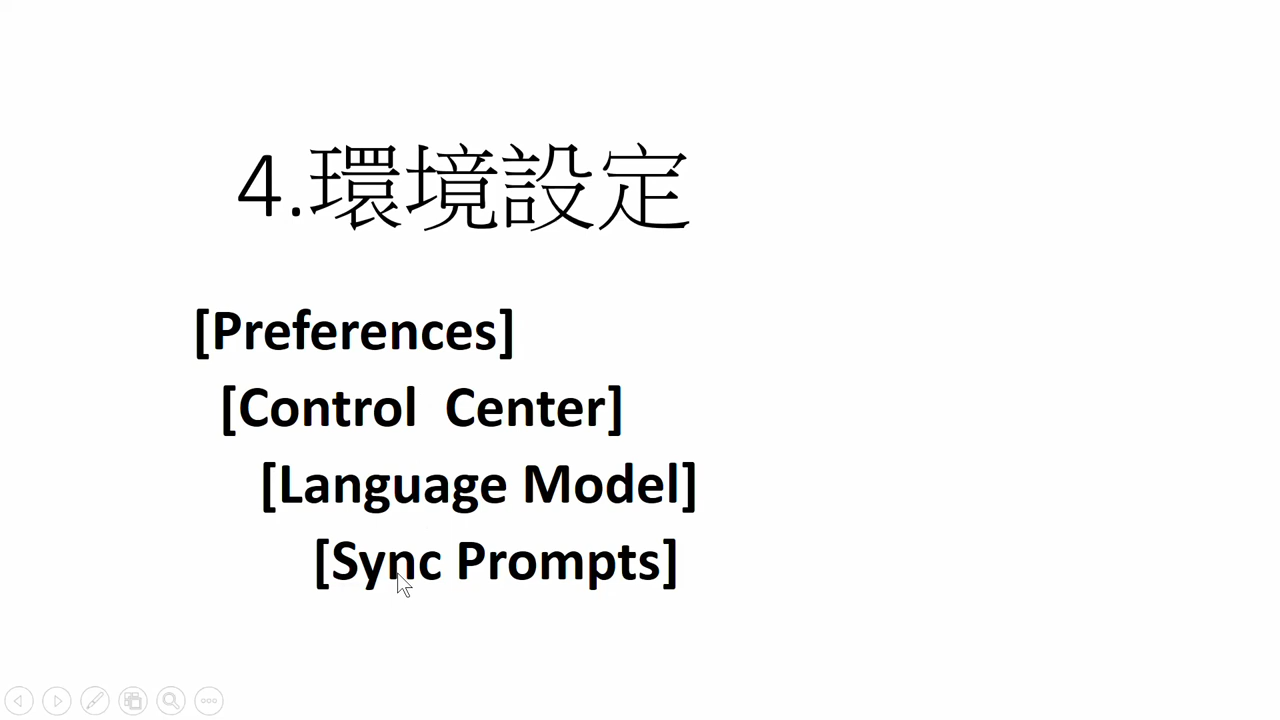 4.環境設定
[Preferences]
[Control  Center]
[Language Model]
[Sync Prompts]